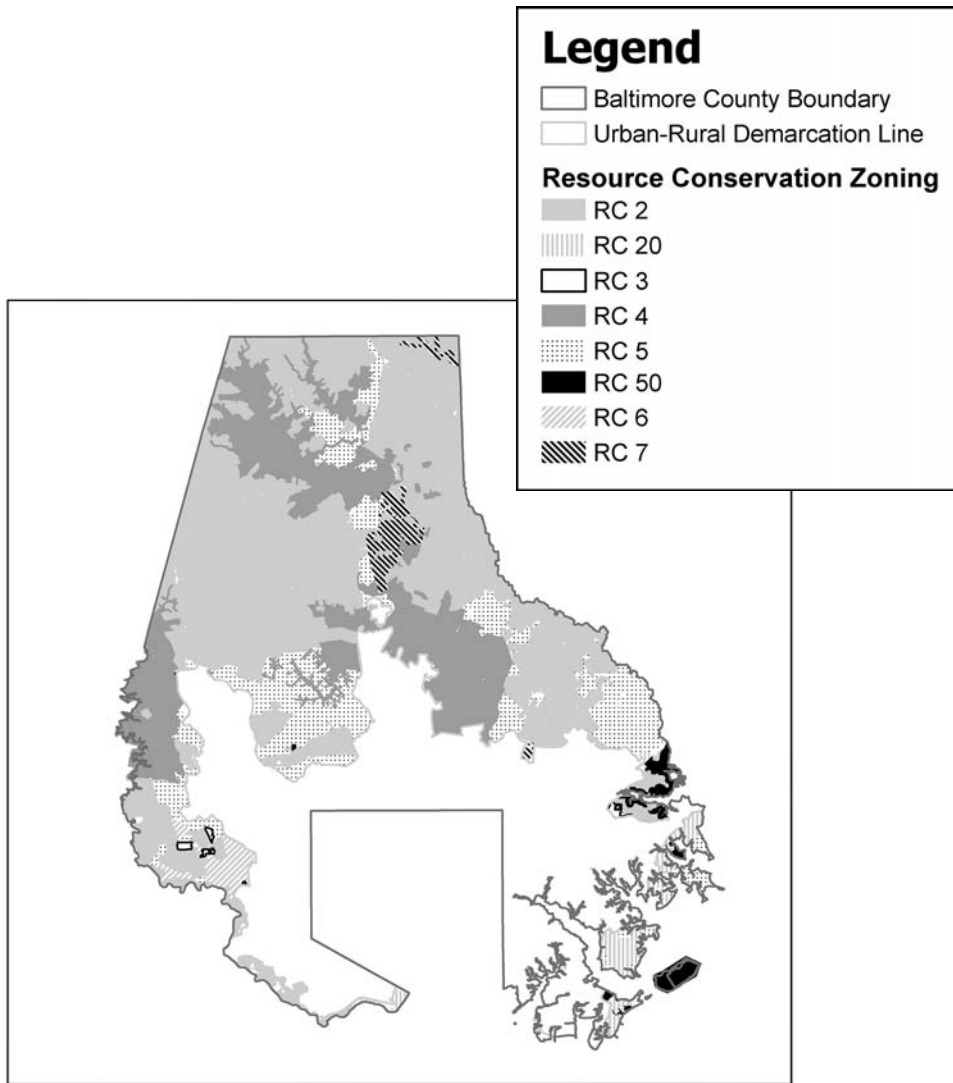 Legend
Baltimore County Boundary
Urban-Rural Demarcation Line
Resource Conservation Zoning
RC 2
RC 20
RC 3
RC 4
RC 5
RC 50
RC 6
RC 7